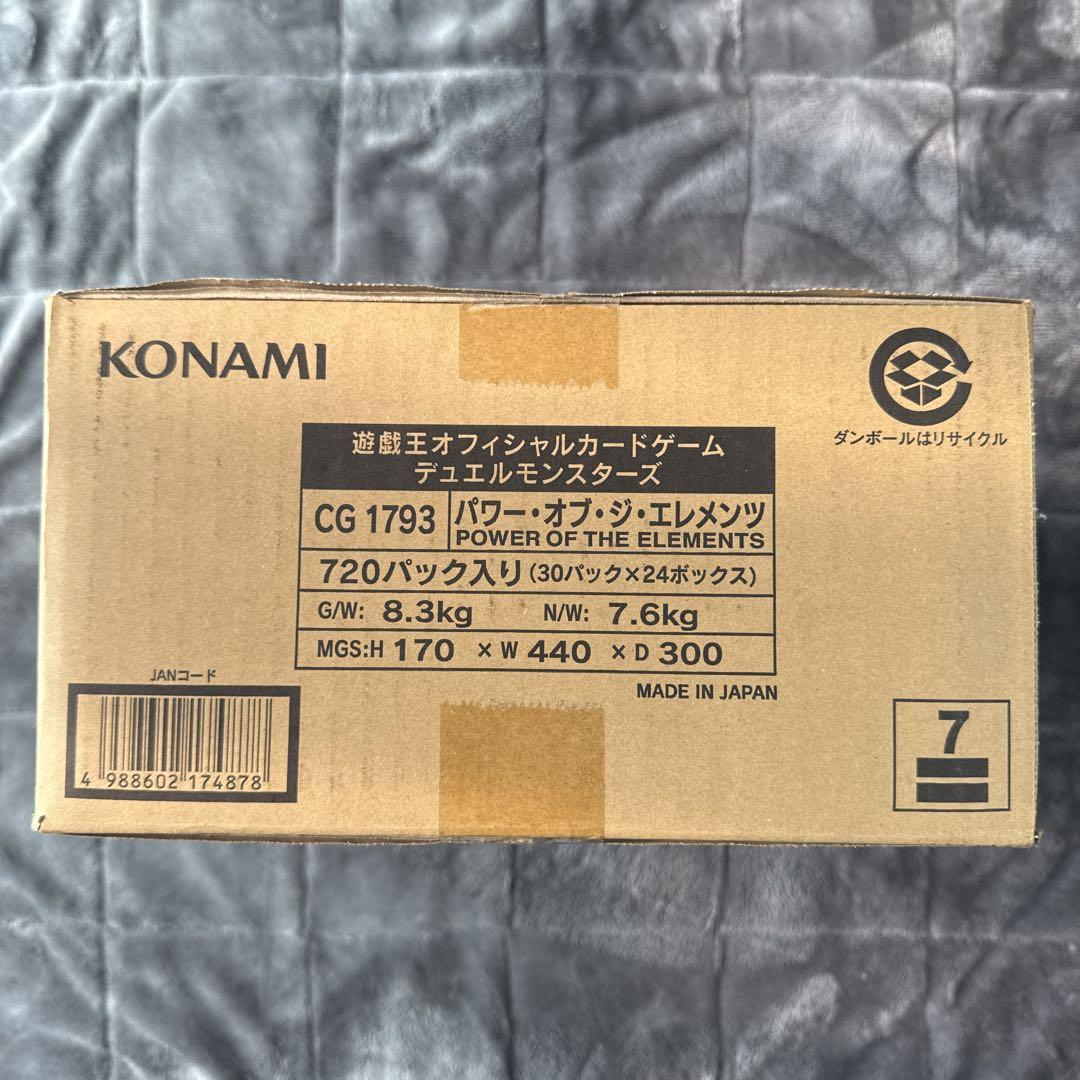 KONAMI
ダンボールはリサイクル
遊戯王オフィシャルカードゲーム
デュエルモンスターズ
CG 1793
パワー・オブ・ジ・エレメンツ
POWER OF THE ELEMENTS
720パック入り(30パック×24ボックス)
G/W: 8.3kg N/W: 7.6kg
MGS:H 170 × W 440 × D 300
MADE IN JAPAN
JANコード
4 988602 174878
7